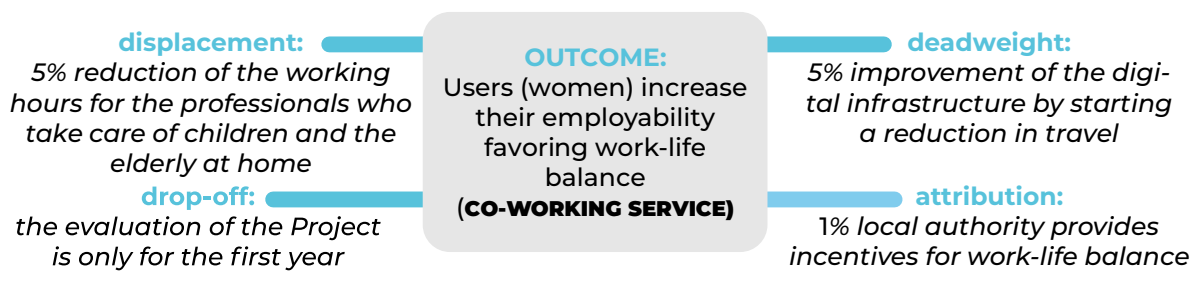 displacement:
5% reduction of the working
hours for the professionals who
take care of children and the
elderly at home
drop-off:
the evaluation of the Project
is only for the first year
OUTCOME:
Users (women) increase
their employability
favoring work-life
balance
(CO-WORKING SERVICE)
deadweight:
5% improvement of the digi-
tal infrastructure by starting
a reduction in travel
attribution:
1% local authority provides
incentives for work-life balance